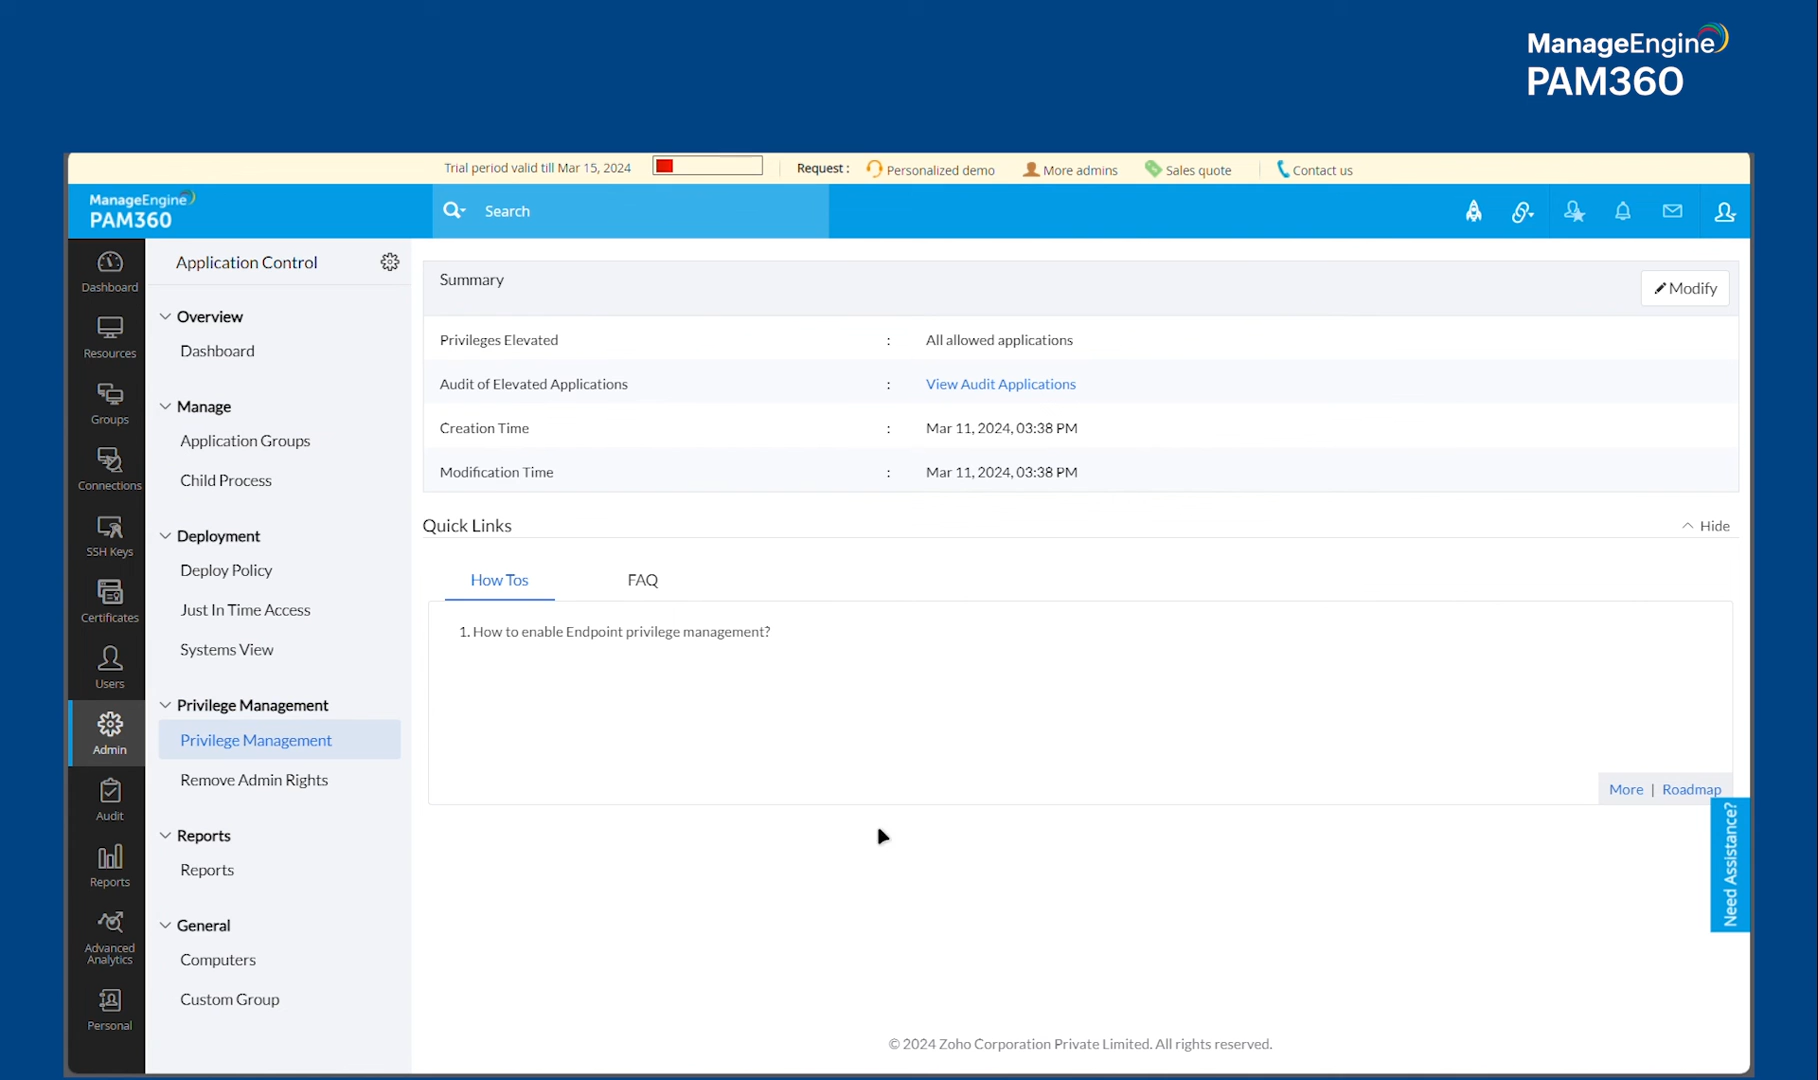 ManageEngine
PAM360
Trial period valid till Mar 15, 2024
Request :
Personalized demo
More admins
Sales quote
Contact us
ManageEngine
PAM360
Search
Dashboard
Resources
Groups
Connections
SSH Keys
Certificates
Users
Admin
Audit
Reports
Advanced
Analytics
Personal
Application Control
Overview
Dashboard
Manage
Application Groups
Child Process
Deployment
Deploy Policy
Just In Time Access
Systems View
Privilege Management
Privilege Management
Remove Admin Rights
Reports
Reports
General
Computers
Custom Group
Summary
Modify
Privileges Elevated : All allowed applications
Audit of Elevated Applications : View Audit Applications
Creation Time : Mar 11, 2024, 03:38 PM
Modification Time : Mar 11, 2024, 03:38 PM
Quick Links
Hide
How Tos
FAQ
1. How to enable Endpoint privilege management?
More | Roadmap
Need Assistance?
© 2024 Zoho Corporation Private Limited. All rights reserved.